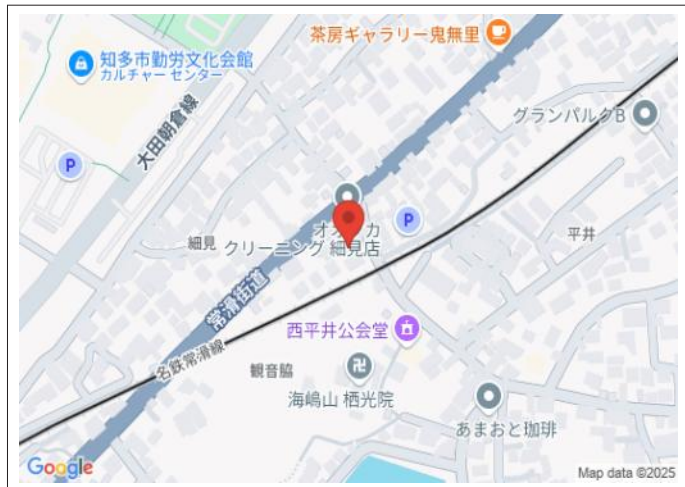 茶房ギャラリー鬼無里
知多市勤労文化会館
カルチャー センター
大田朝倉線
グランパルクB
P
P
クリーニング 細見店
細見
平井
常滑街道
西平井公会堂
名鉄常滑線
観音脇
海嶋山 栖光院
あまおと珈琲
Google
Map data ©2025